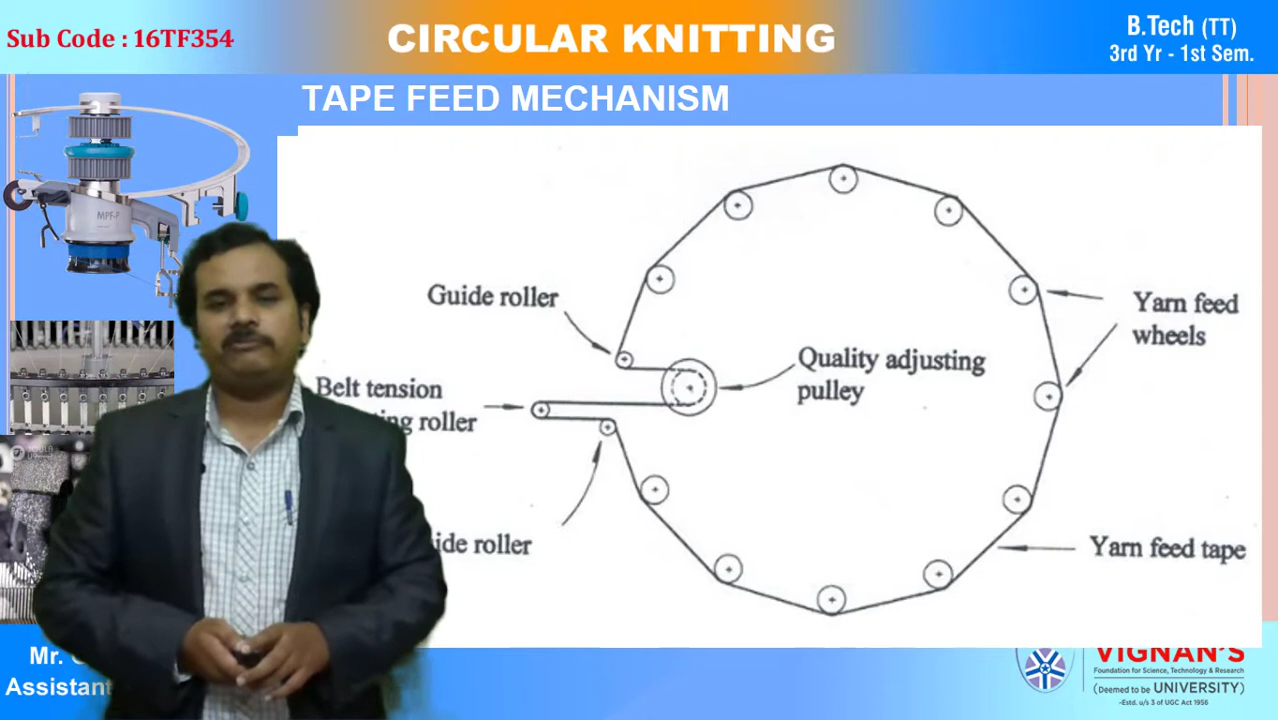 Sub Code : 16TF354
CIRCULAR KNITTING
B.Tech (TT)
3rd Yr - 1st Sem.
TAPE FEED MECHANISM
MPF-P
Guide roller
Yarn feed
wheels
Quality adjusting
pulley
Belt tension
roller
roller
Yarn feed tape
Mr.
Assistant
VIGNAN'S
Foundation for Science, Technology & Research
(Deemed to be UNIVERSITY)
-Estd. u/s 3 of UGC Act 1956